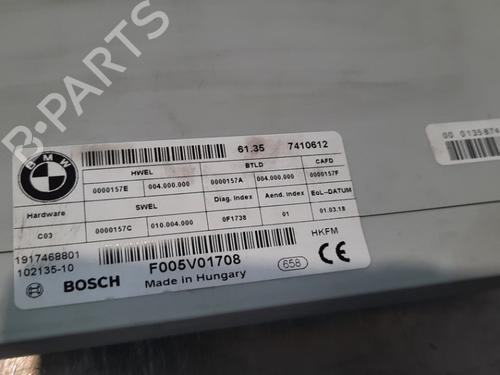 BMW
61.35 7410612
HWEL BTLD CAFD
0000157E 004.000.000 0000157A 004.000.000 0000157F
Hardware SWEL Diag. Index Aend. Index EoL-DATUM
C03 0000157C 010.004.000 0F1738 01 01.03.18
1917468801
102135-10
HKFM
BOSCH F005V01708
Made in Hungary
658 CE
B-PARTS